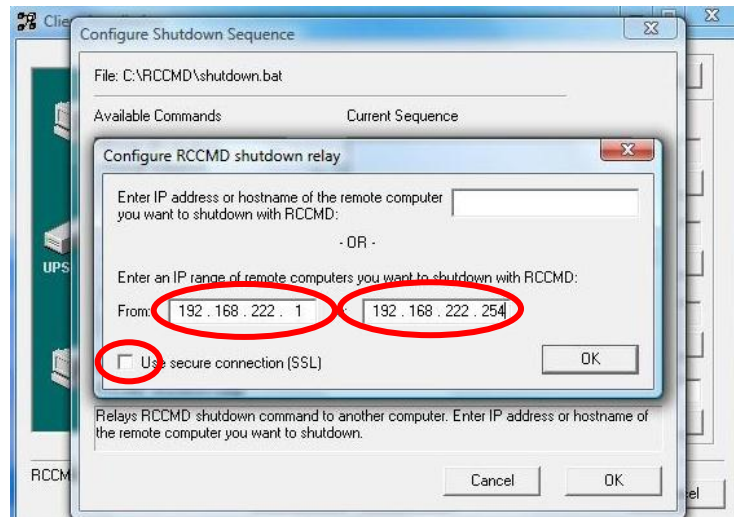 Clie
Configure Shutdown Sequence
File: C:\RCCMD\shutdown.bat
Available Commands Current Sequence
Configure RCCMD shutdown relay
Enter IP address or hostname of the remote computer
you want to shutdown with RCCMD:
- OR -
Enter an IP range of remote computers you want to shutdown with RCCMD:
From: 192 . 168 . 222 . 1 : 192 . 168 . 222 . 254
Use secure connection (SSL)
OK
UPS
Relays RCCMD shutdown command to another computer. Enter IP address or hostname of
the remote computer you want to shutdown.
Cancel OK
RCCM
el